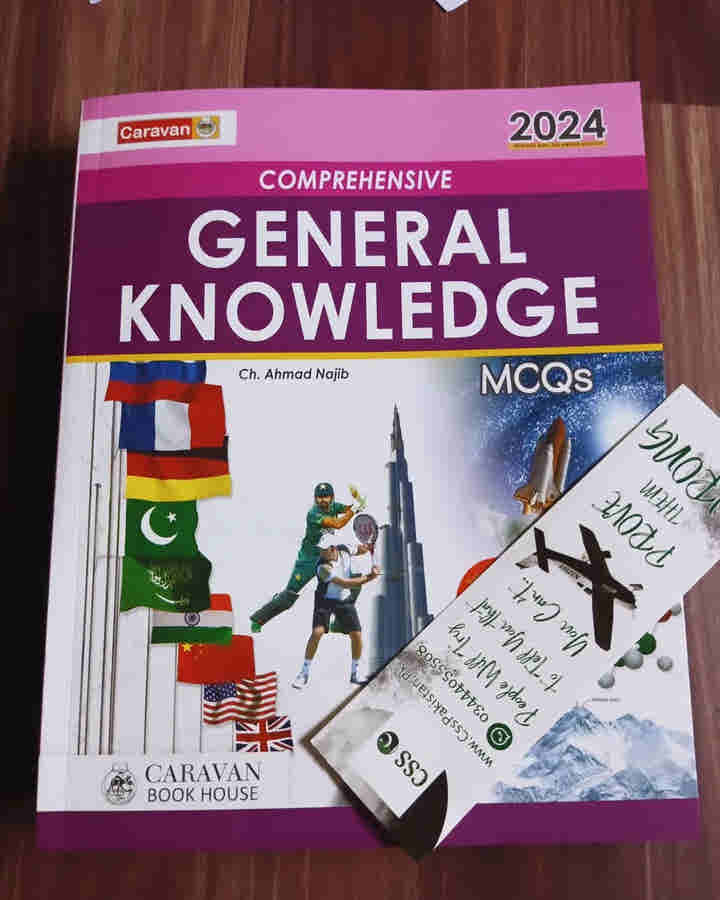 Caravan
2024
COMPREHENSIVE
GENERAL
KNOWLEDGE
Ch. Ahmad Najib
MCQs
CARAVAN
BOOK HOUSE
PROVE
THEM
WRONG
People Will Try
to Tell You That
You Can't..
03444055508
www.CssPakistan.pk
CSS